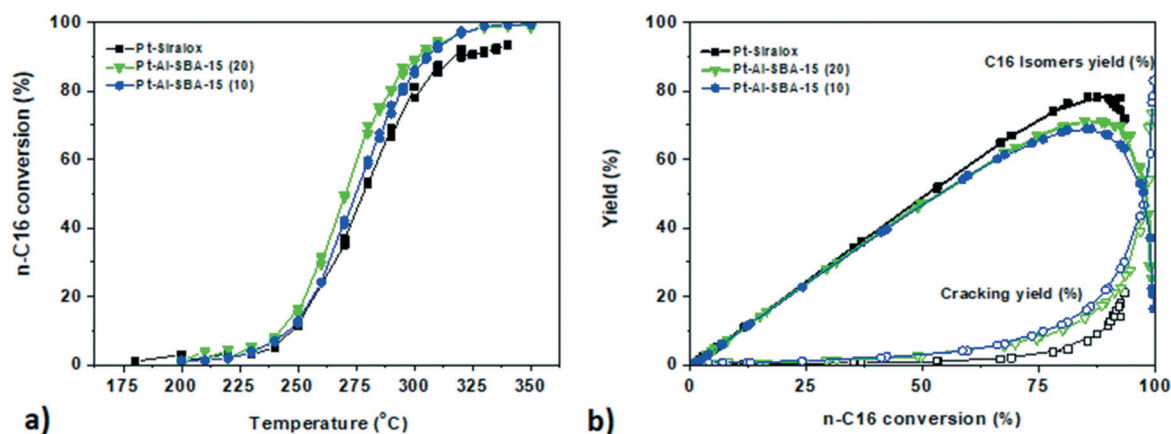 100
80
60
40
20
0
n-C16 conversion (%)
Pt-Siralox
Pt-Al-SBA-15 (20)
Pt-Al-SBA-15 (10)
175 200 225 250 275 300 325 350
Temperature (°C)
a)
100
80
60
40
20
0
Yield (%)
Pt-Siralox
Pt-Al-SBA-15 (20)
Pt-Al-SBA-15 (10)
C16 Isomers yield (%)
Cracking yield (%)
0 25 50 75 100
n-C16 conversion (%)
b)